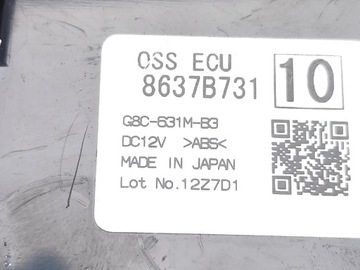 OSS ECU
8637B731 10
G8C-631M-B3
DC12V >ABS<
MADE IN JAPAN
Lot No.12Z7D1